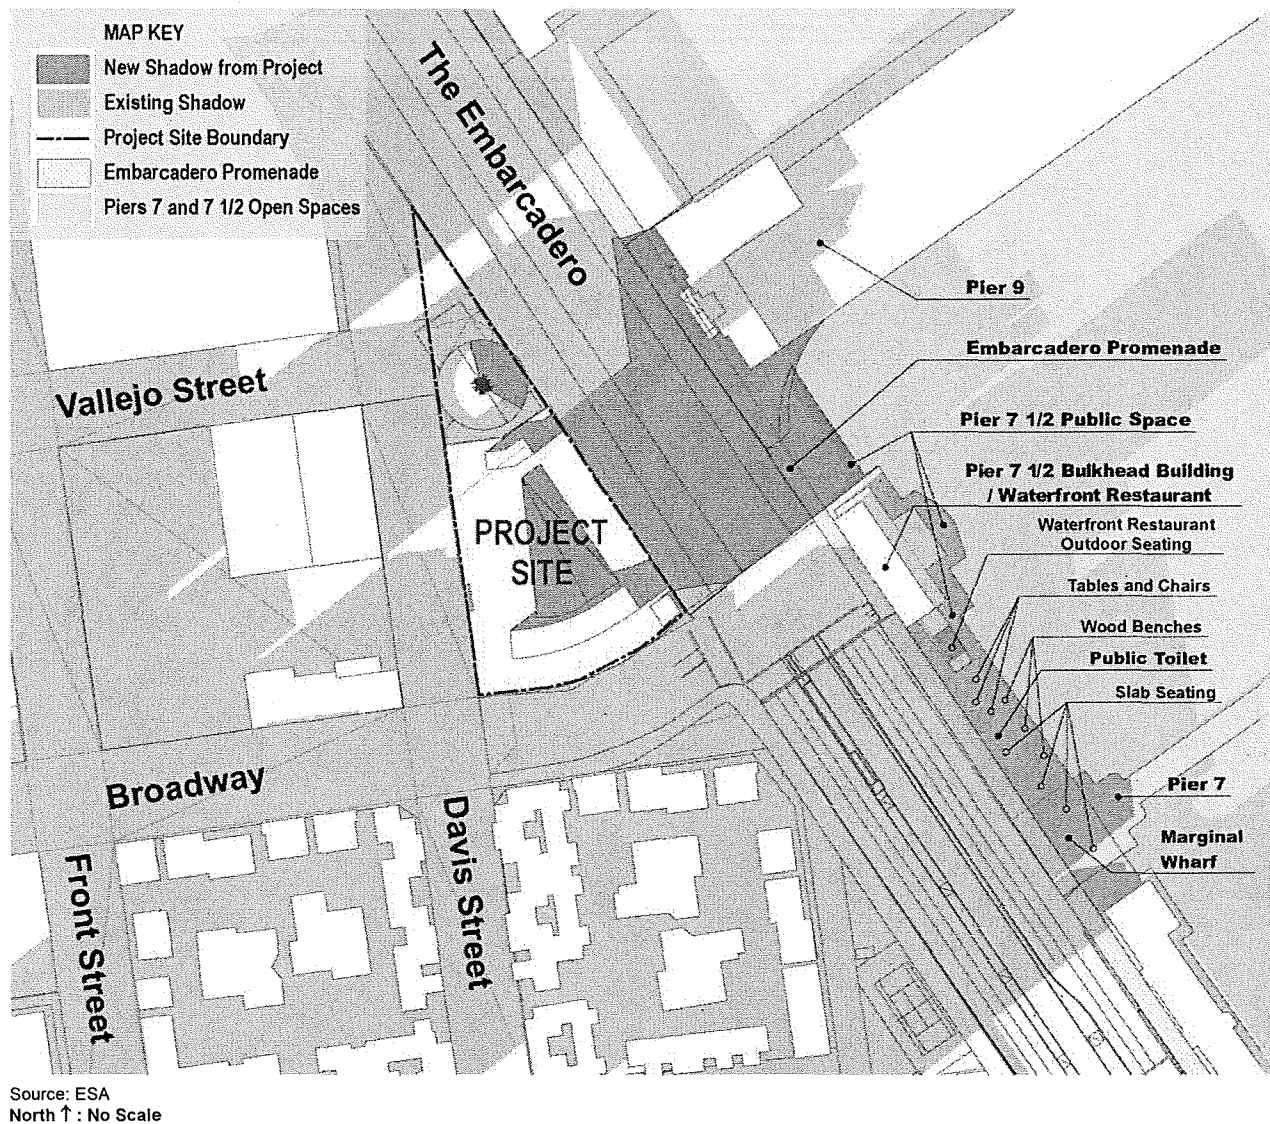 MAP KEY
New Shadow from Project
Existing Shadow
Project Site Boundary
Embarcadero Promenade
Piers 7 and 7 1/2 Open Spaces
The Embarcadero
Pier 9
Embarcadero Promenade
Vallejo Street
Pier 7 1/2 Public Space
Pier 7 1/2 Bulkhead Building
/ Waterfront Restaurant
PROJECT
SITE
Waterfront Restaurant
Outdoor Seating
Tables and Chairs
Wood Benches
Public Toilet
Slab Seating
Broadway
Pier 7
Marginal
Wharf
Front Street
Davis Street
Source: ESA
North ↑ : No Scale